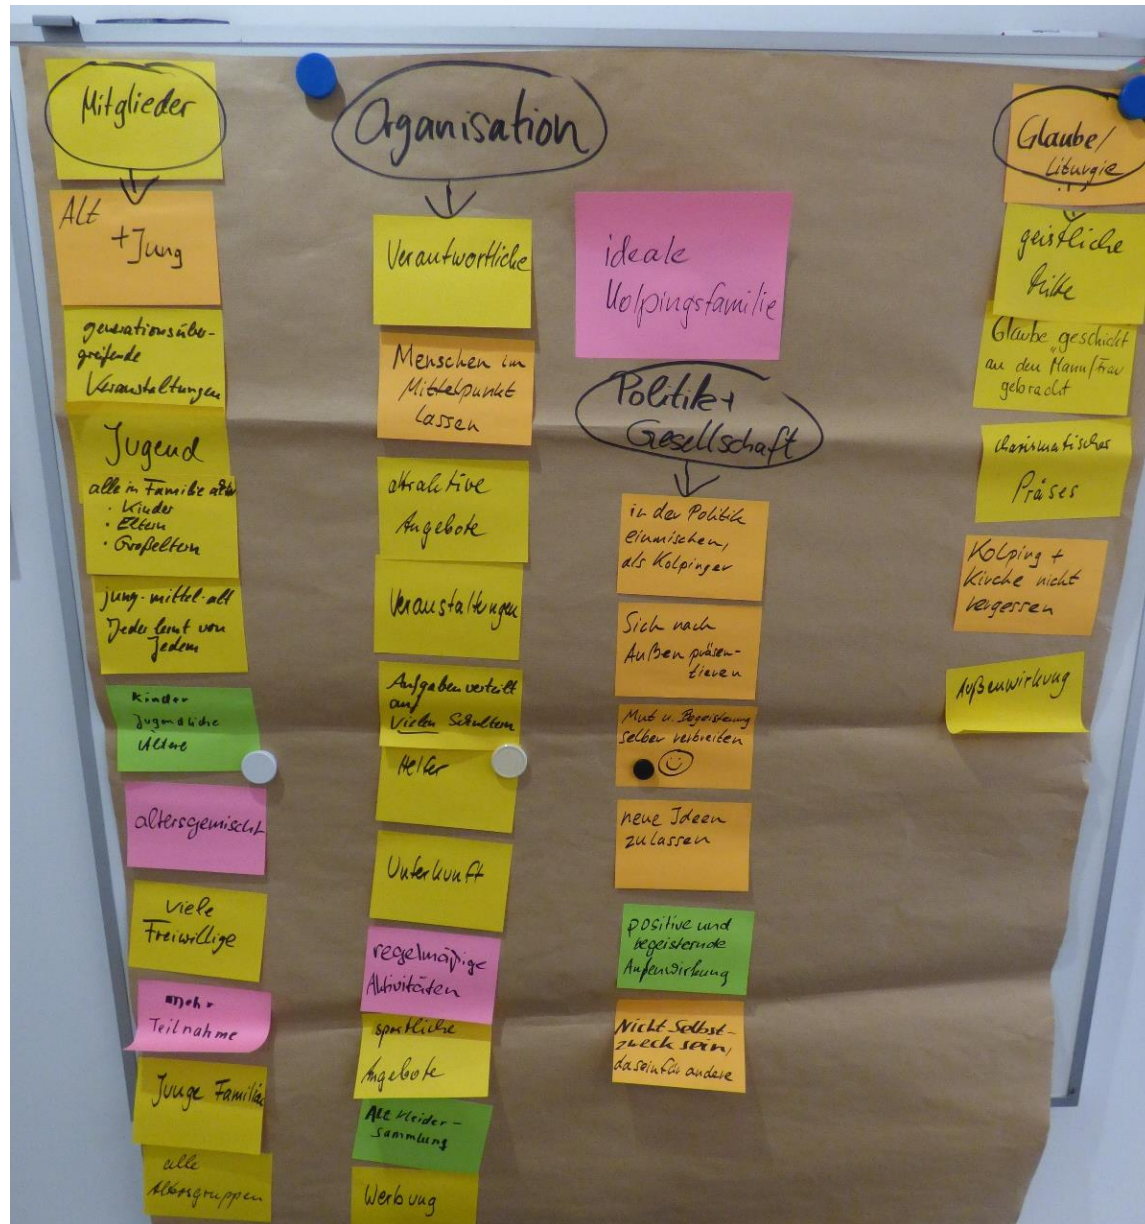 Mitglieder
Alt
+ Jung
generationsüber-
greifende
Veranstaltungen
Jugend
alle in Familie aktiv
· Kinder
· Eltern
· Großeltern
jung-mittel-alt
Jeder lernt von
Jedem
Kinder
Jugendliche
Ältere
altersgemischt
viele
Freiwillige
mehr
Teilnahme
Junge Familien
alle
Altersgruppen
Organisation
Verantwortliche
Menschen im
Mittelpunkt
lassen
attraktive
Angebote
Veranstaltungen
Aufgaben verteilt
auf
vielen Schultern
Helfer
Unterkunft
regelmäßige
Aktivitäten
sportliche
Angebote
Altkleider-
sammlung
Werbung
ideale
Kolpingsfamilie
Politik +
Gesellschaft
in der Politik
einmischen,
als Kolpinger
Sich nach
Außen präsen-
tieren
Mut u. Begeisterung
selber verbreiten
neue Ideen
zulassen
positive und
begeisternde
Außenwirkung
Nicht Selbst-
zweck sein,
da sein für andere
Glaube/
Liturgie
geistliche
Mitte
Glaube „geschickt
an den Mann/Frau
gebracht
charismatischer
Präses
Kolping +
Kirche nicht
vergessen
Außenwirkung